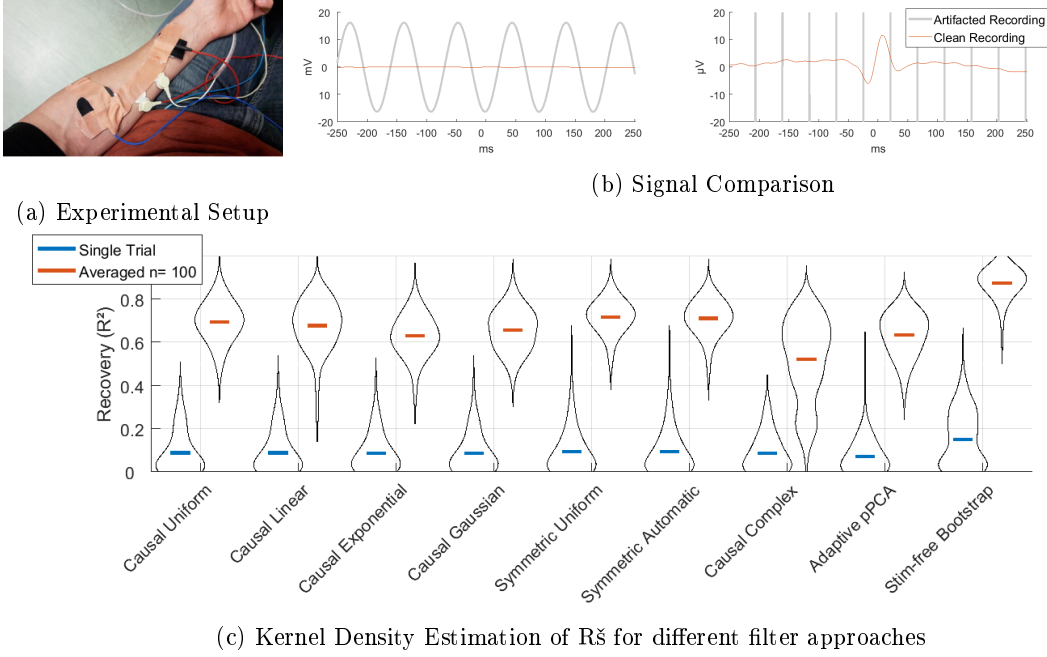 20
10
0
10
-20
mV
-250 -200 -150 -100 -50 0 50 100 150 200 250
ms
20
10
0
-10
-20
µV
-250 -200 -150 -100 -50 0 50 100 150 200 250
ms
Artifacted Recording
Clean Recording
(b) Signal Comparison
(a) Experimental Setup
Single Trial
Averaged n= 100
Recovery (R²)
0.8
0.6
0.4
0.2
0
Causal Uniform
Causal Linear
Causal Exponential
Causal Gaussian
Symmetric Uniform
Symmetric Automatic
Causal Complex
Adaptive pPCA
Stim-free Bootstrap
(c) Kernel Density Estimation of Rš for different filter approaches